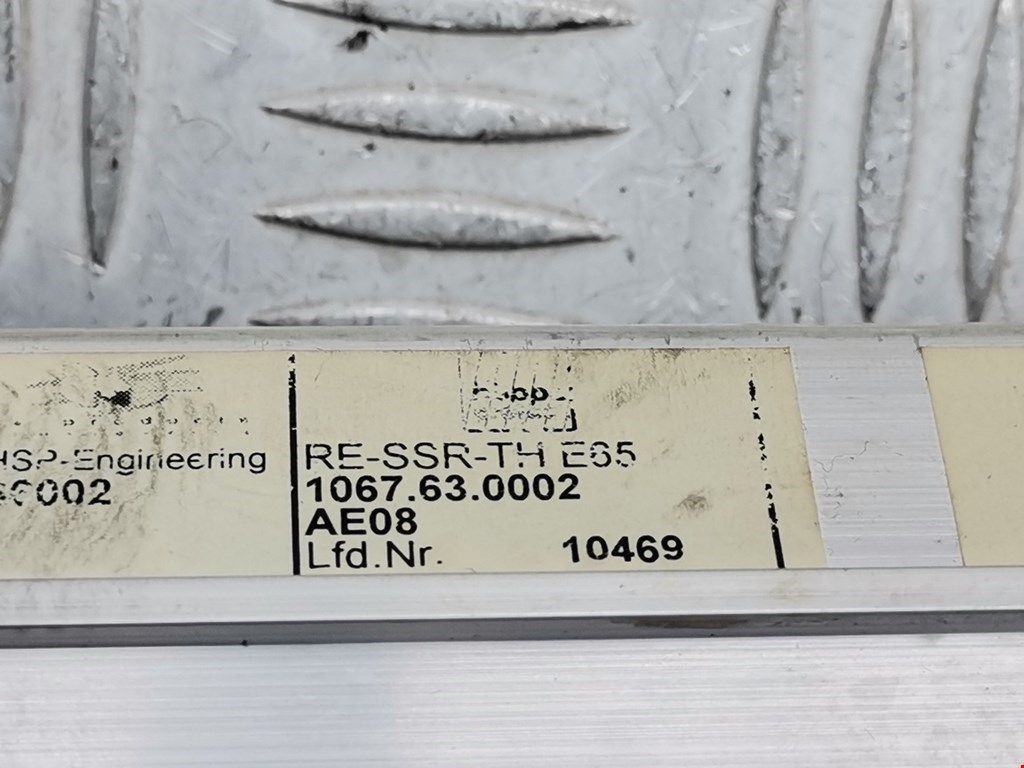 HSP-Engineering
RE-SSR-TH E65
1067.63.0002
AE08
Lfd.Nr. 10469